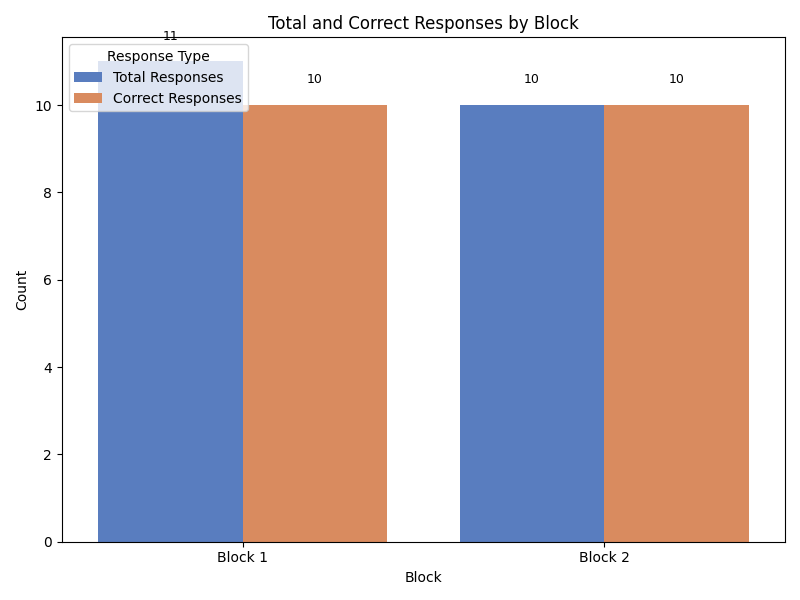 Total and Correct Responses by Block
11
Response Type
Total Responses
Correct Responses
10
10
10
10
8
6
4
2
0
Count
Block 1
Block 2
Block